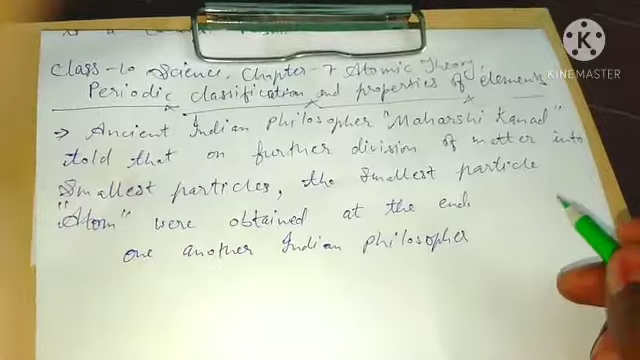 is a
Class-10 Science, Chapter-7 Atomic Theory,
Periodic classification and properties of elements
→ Ancient Indian philosopher "Maharshi Kanad"
told that on further division of matter into
smallest particles, the smallest particle
"Atom" were obtained at the end.
one another Indian philosopher
K
KINEMASTER